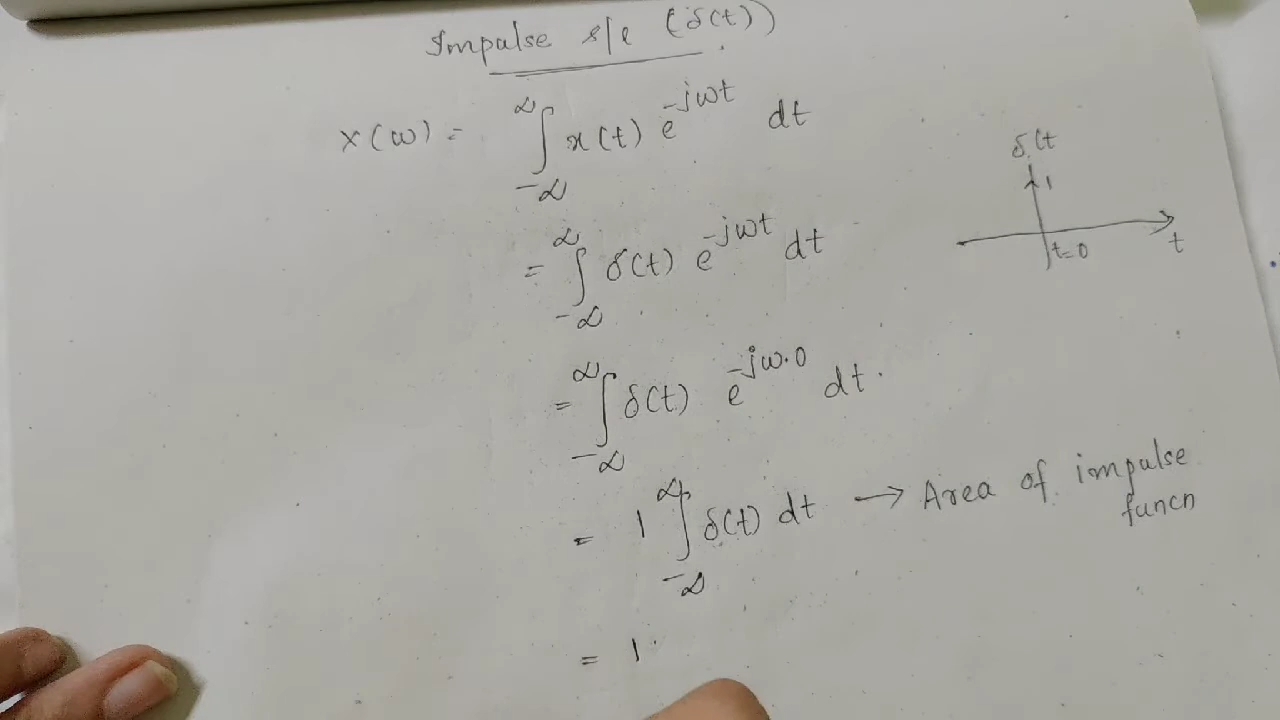 Impulse s/l (δ(t))
X(ω) = ∫_{-∞}^{∞} x(t) e^{-jωt} dt
= ∫_{-∞}^{∞} δ(t) e^{-jωt} dt
δ(t
1
t=0
t
= ∫_{-∞}^{∞} δ(t) e^{-jω·0} dt.
= 1 ∫_{-∞}^{∞} δ(t) dt → Area of impulse
funcn
= 1.